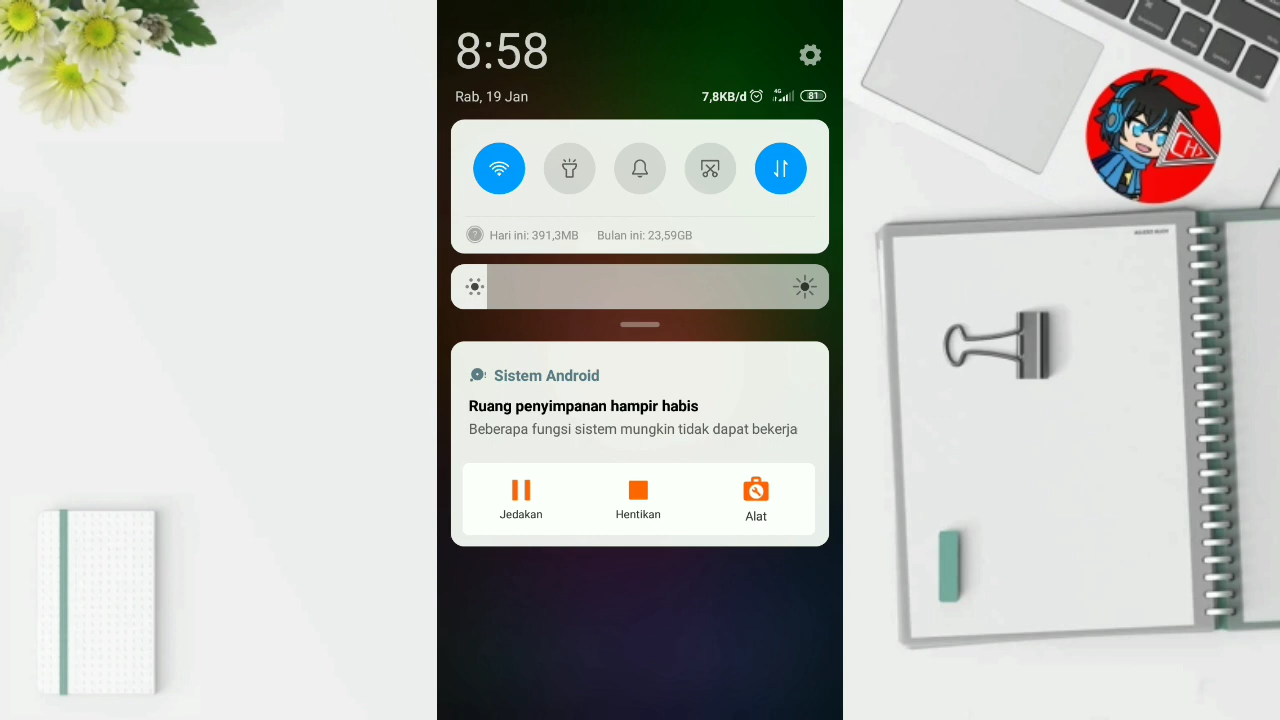 8:58
Rab, 19 Jan
7,8KB/d
4G
81
Hari ini: 391,3MB
Bulan ini: 23,59GB
Sistem Android
Ruang penyimpanan hampir habis
Beberapa fungsi sistem mungkin tidak dapat bekerja
Jedakan
Hentikan
Alat